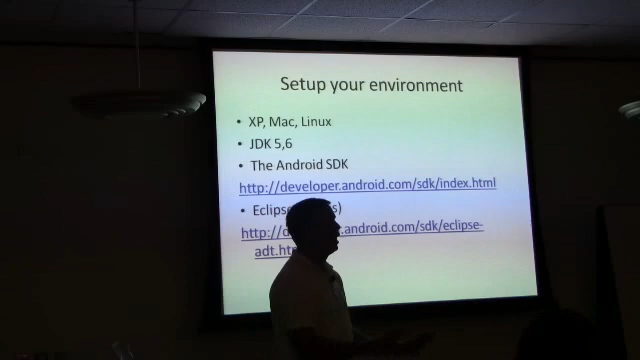 Setup your environment
• XP, Mac, Linux
• JDK 5,6
• The Android SDK
http://developer.android.com/sdk/index.html
• Eclips s)
http://d .android.com/sdk/eclipse-
adt.ht